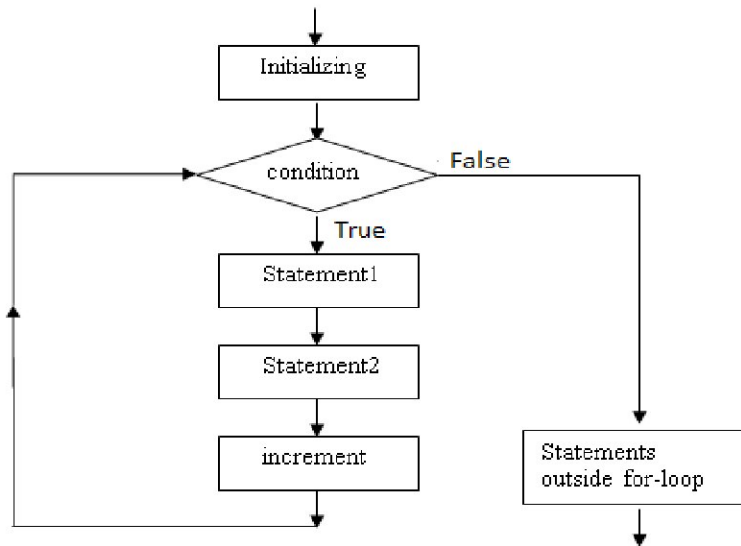 Initializing
condition
False
True
Statement1
Statement2
increment
Statements
outside for-loop